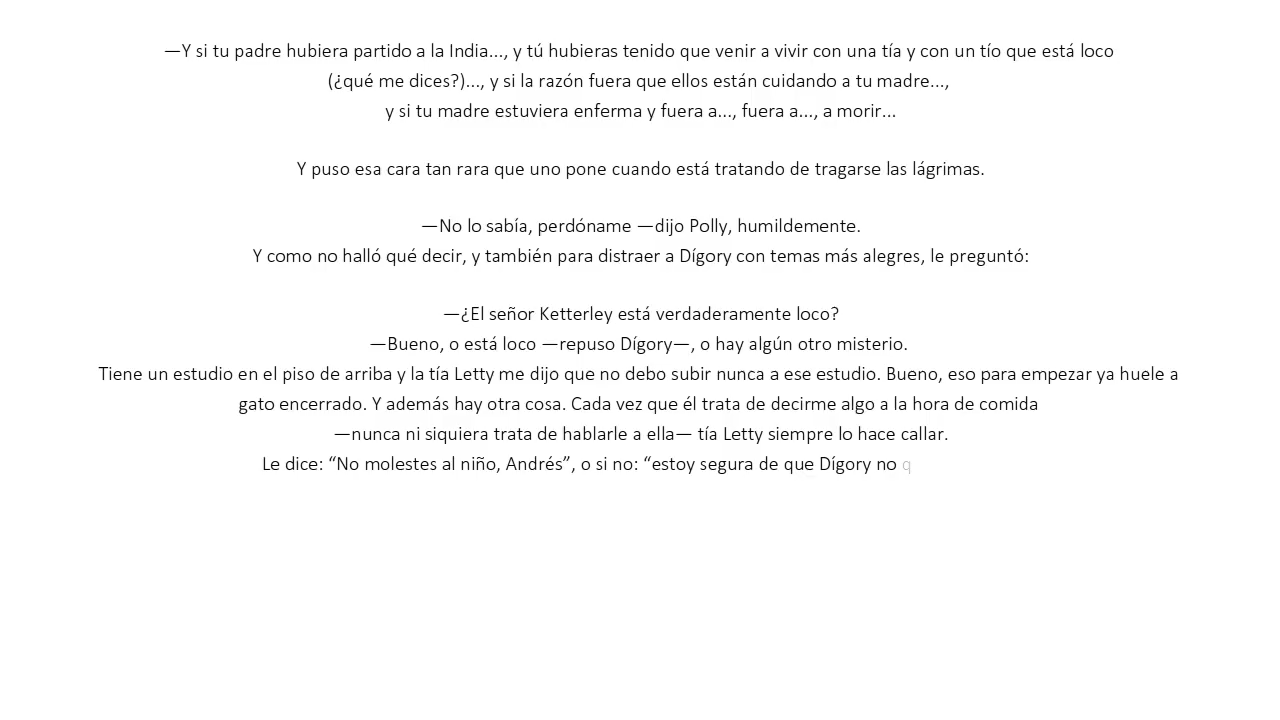 —Y si tu padre hubiera partido a la India..., y tú hubieras tenido que venir a vivir con una tía y con un tío que está loco
(¿qué me dices?)..., y si la razón fuera que ellos están cuidando a tu madre...,
y si tu madre estuviera enferma y fuera a..., fuera a..., a morir...
Y puso esa cara tan rara que uno pone cuando está tratando de tragarse las lágrimas.
—No lo sabía, perdóname —dijo Polly, humildemente.
Y como no halló qué decir, y también para distraer a Dígory con temas más alegres, le preguntó:
—¿El señor Ketterley está verdaderamente loco?
—Bueno, o está loco —repuso Dígory—, o hay algún otro misterio.
Tiene un estudio en el piso de arriba y la tía Letty me dijo que no debo subir nunca a ese estudio. Bueno, eso para empezar ya huele a
gato encerrado. Y además hay otra cosa. Cada vez que él trata de decirme algo a la hora de comida
—nunca ni siquiera trata de hablarle a ella— tía Letty siempre lo hace callar.
Le dice: “No molestes al niño, Andrés”, o si no: “estoy segura de que Dígory no q